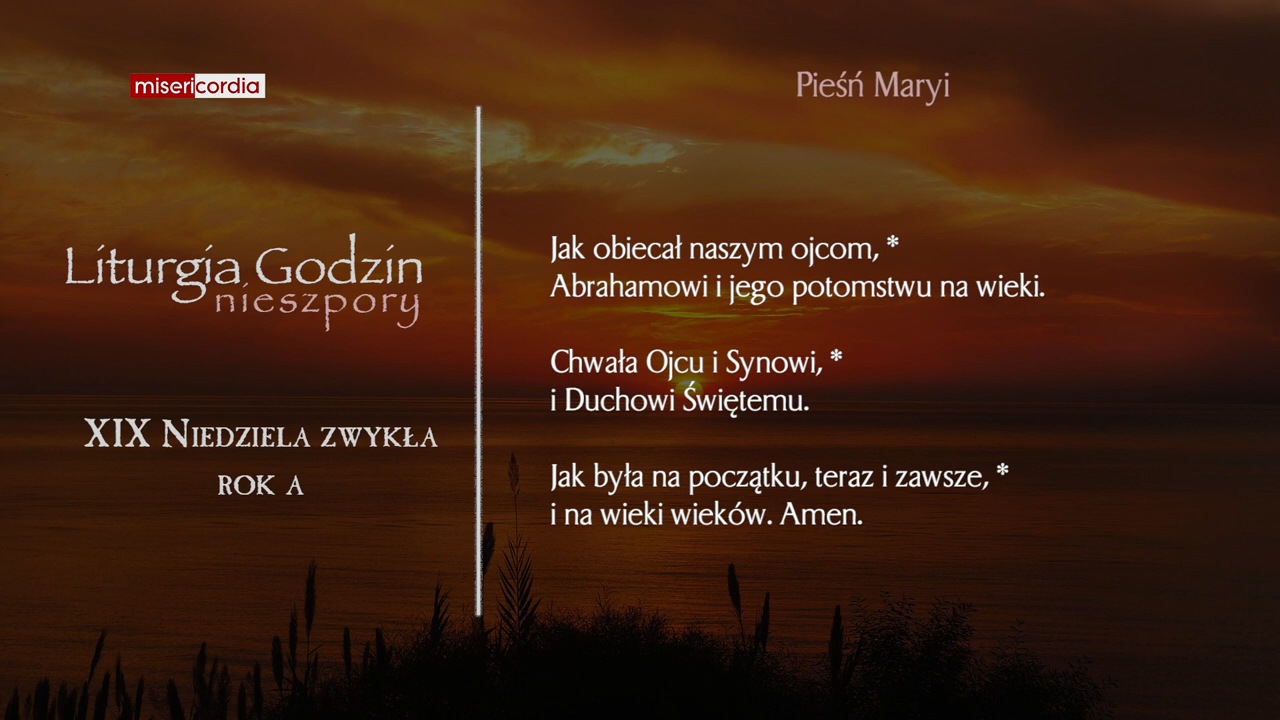 misericordia
Pieśń Maryi
Liturgia Godzin
nieszpory
XIX Niedziela zwykła
rok A
Jak obiecał naszym ojcom, *
Abrahamowi i jego potomstwu na wieki.
Chwała Ojcu i Synowi, *
i Duchowi Świętemu.
Jak była na początku, teraz i zawsze, *
i na wieki wieków. Amen.